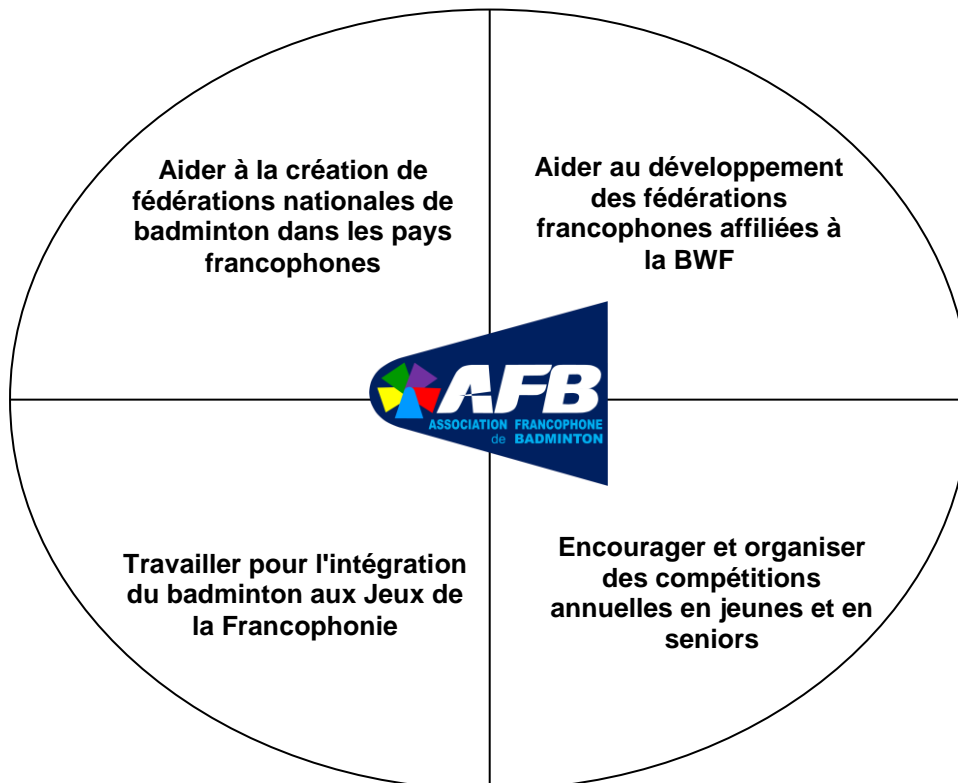 Aider à la création de
fédérations nationales de
badminton dans les pays
francophones
Aider au développement
des fédérations
francophones affiliées à
la BWF
AFB
ASSOCIATION FRANCOPHONE
de BADMINTON
Travailler pour l'intégration
du badminton aux Jeux de
la Francophonie
Encourager et organiser
des compétitions
annuelles en jeunes et en
seniors